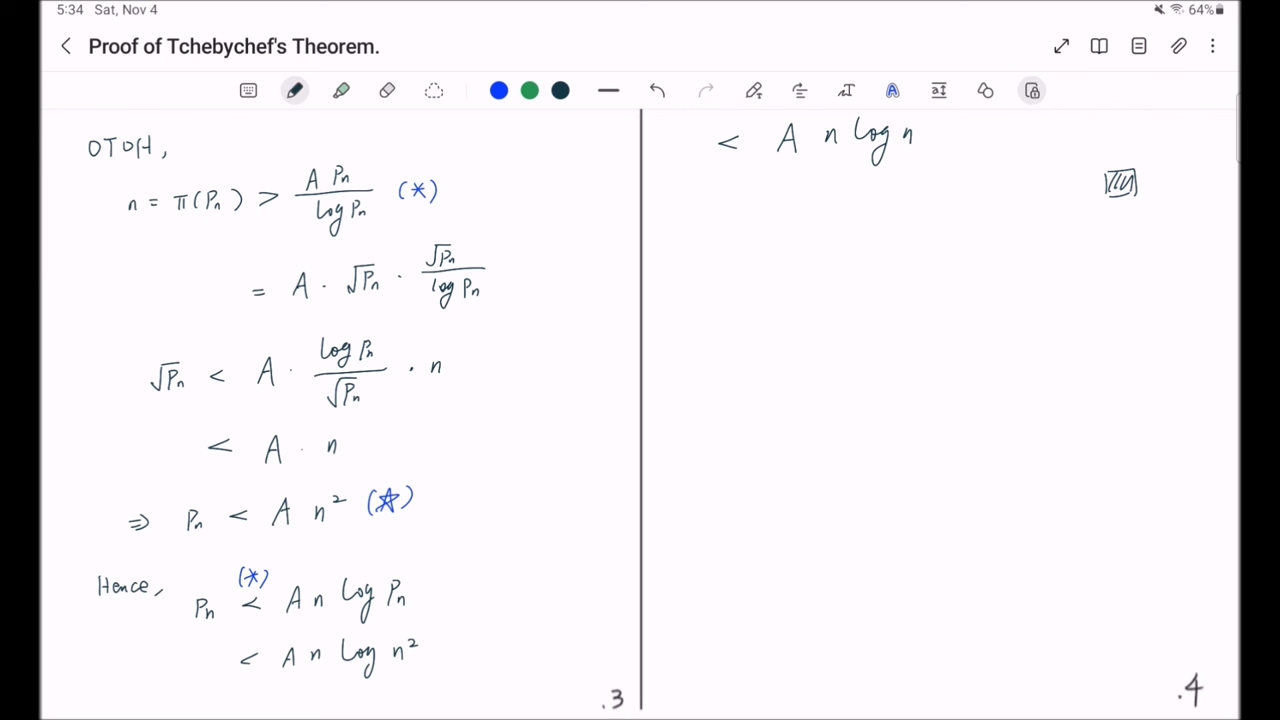 5:34 Sat, Nov 4
64%
Proof of Tchebychef's Theorem.
OTOH,
n = π(Pn) > A Pn / log Pn (*)
= A · √Pn · √Pn / log Pn
√Pn < A · log Pn / √Pn · n
< A · n
⇒ Pn < A n² (☆)
Hence,
(*)
Pn < A n log Pn
< A n log n²
.3
< A n log n
.4